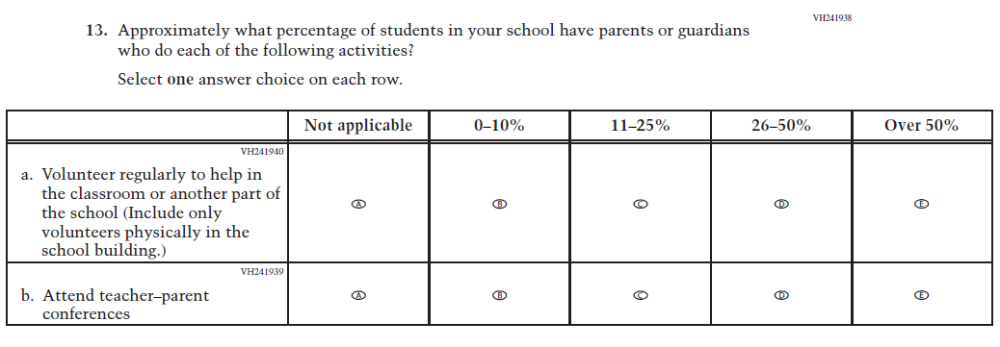 VH241938
13. Approximately what percentage of students in your school have parents or guardians
who do each of the following activities?
Select one answer choice on each row.
Not applicable 0–10% 11–25% 26–50% Over 50%
VH241940
a. Volunteer regularly to help in
the classroom or another part of
the school (Include only
volunteers physically in the
school building.)
A B C D E
VH241939
b. Attend teacher–parent
conferences
A B C D E